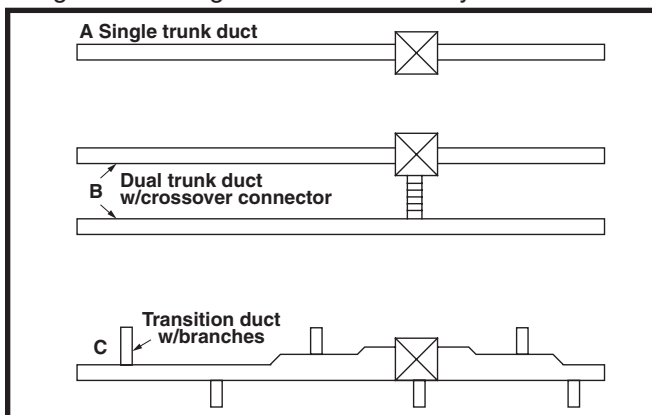 A Single trunk duct
B Dual trunk duct
w/crossover connector
C Transition duct
w/branches